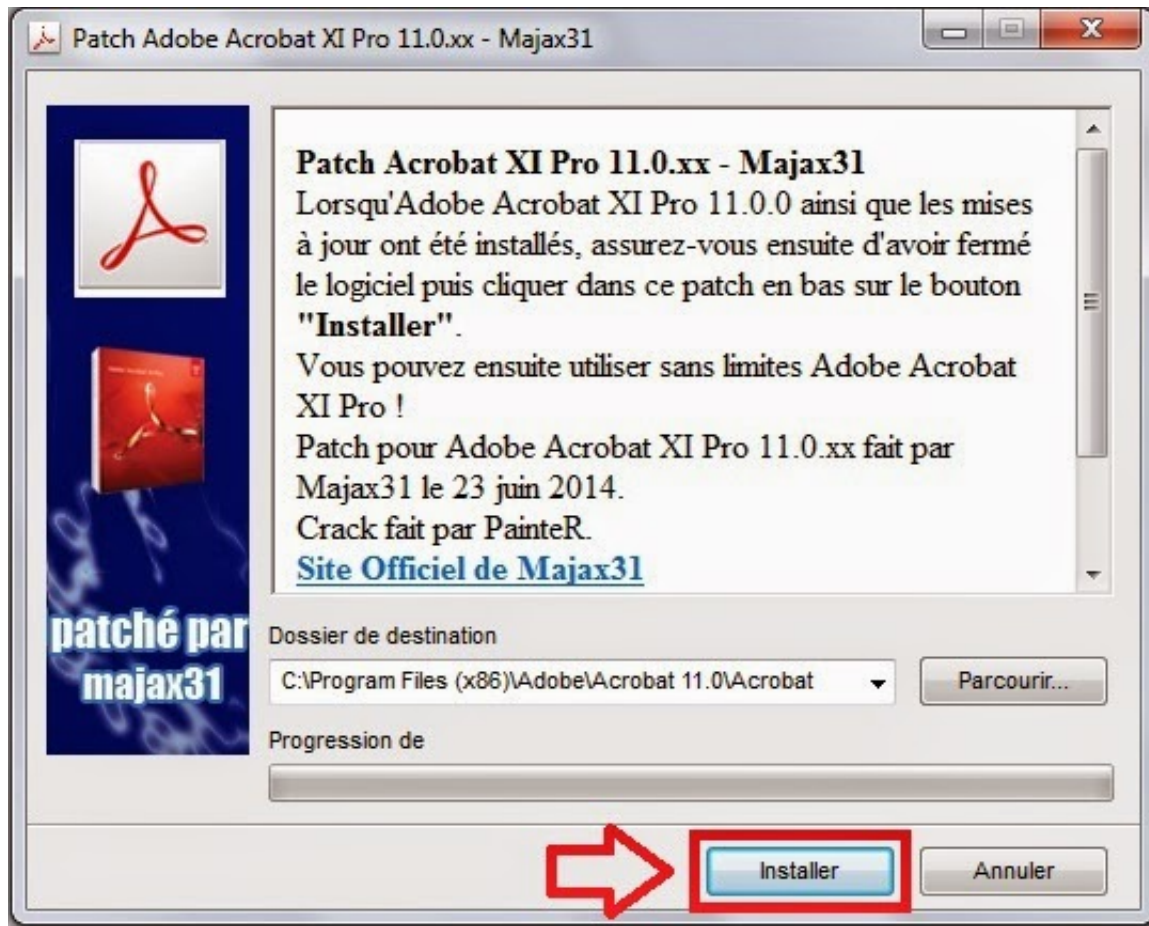 Patch Adobe Acrobat XI Pro 11.0.xx - Majax31
Patch Acrobat XI Pro 11.0.xx - Majax31
Lorsqu'Adobe Acrobat XI Pro 11.0.0 ainsi que les mises
à jour ont été installés, assurez-vous ensuite d'avoir fermé
le logiciel puis cliquer dans ce patch en bas sur le bouton
"Installer".
Vous pouvez ensuite utiliser sans limites Adobe Acrobat
XI Pro !
Patch pour Adobe Acrobat XI Pro 11.0.xx fait par
Majax31 le 23 juin 2014.
Crack fait par PainteR.
Site Officiel de Majax31
patché par
majax31
Dossier de destination
C:\Program Files (x86)\Adobe\Acrobat 11.0\Acrobat
Parcourir...
Progression de
Installer
Annuler